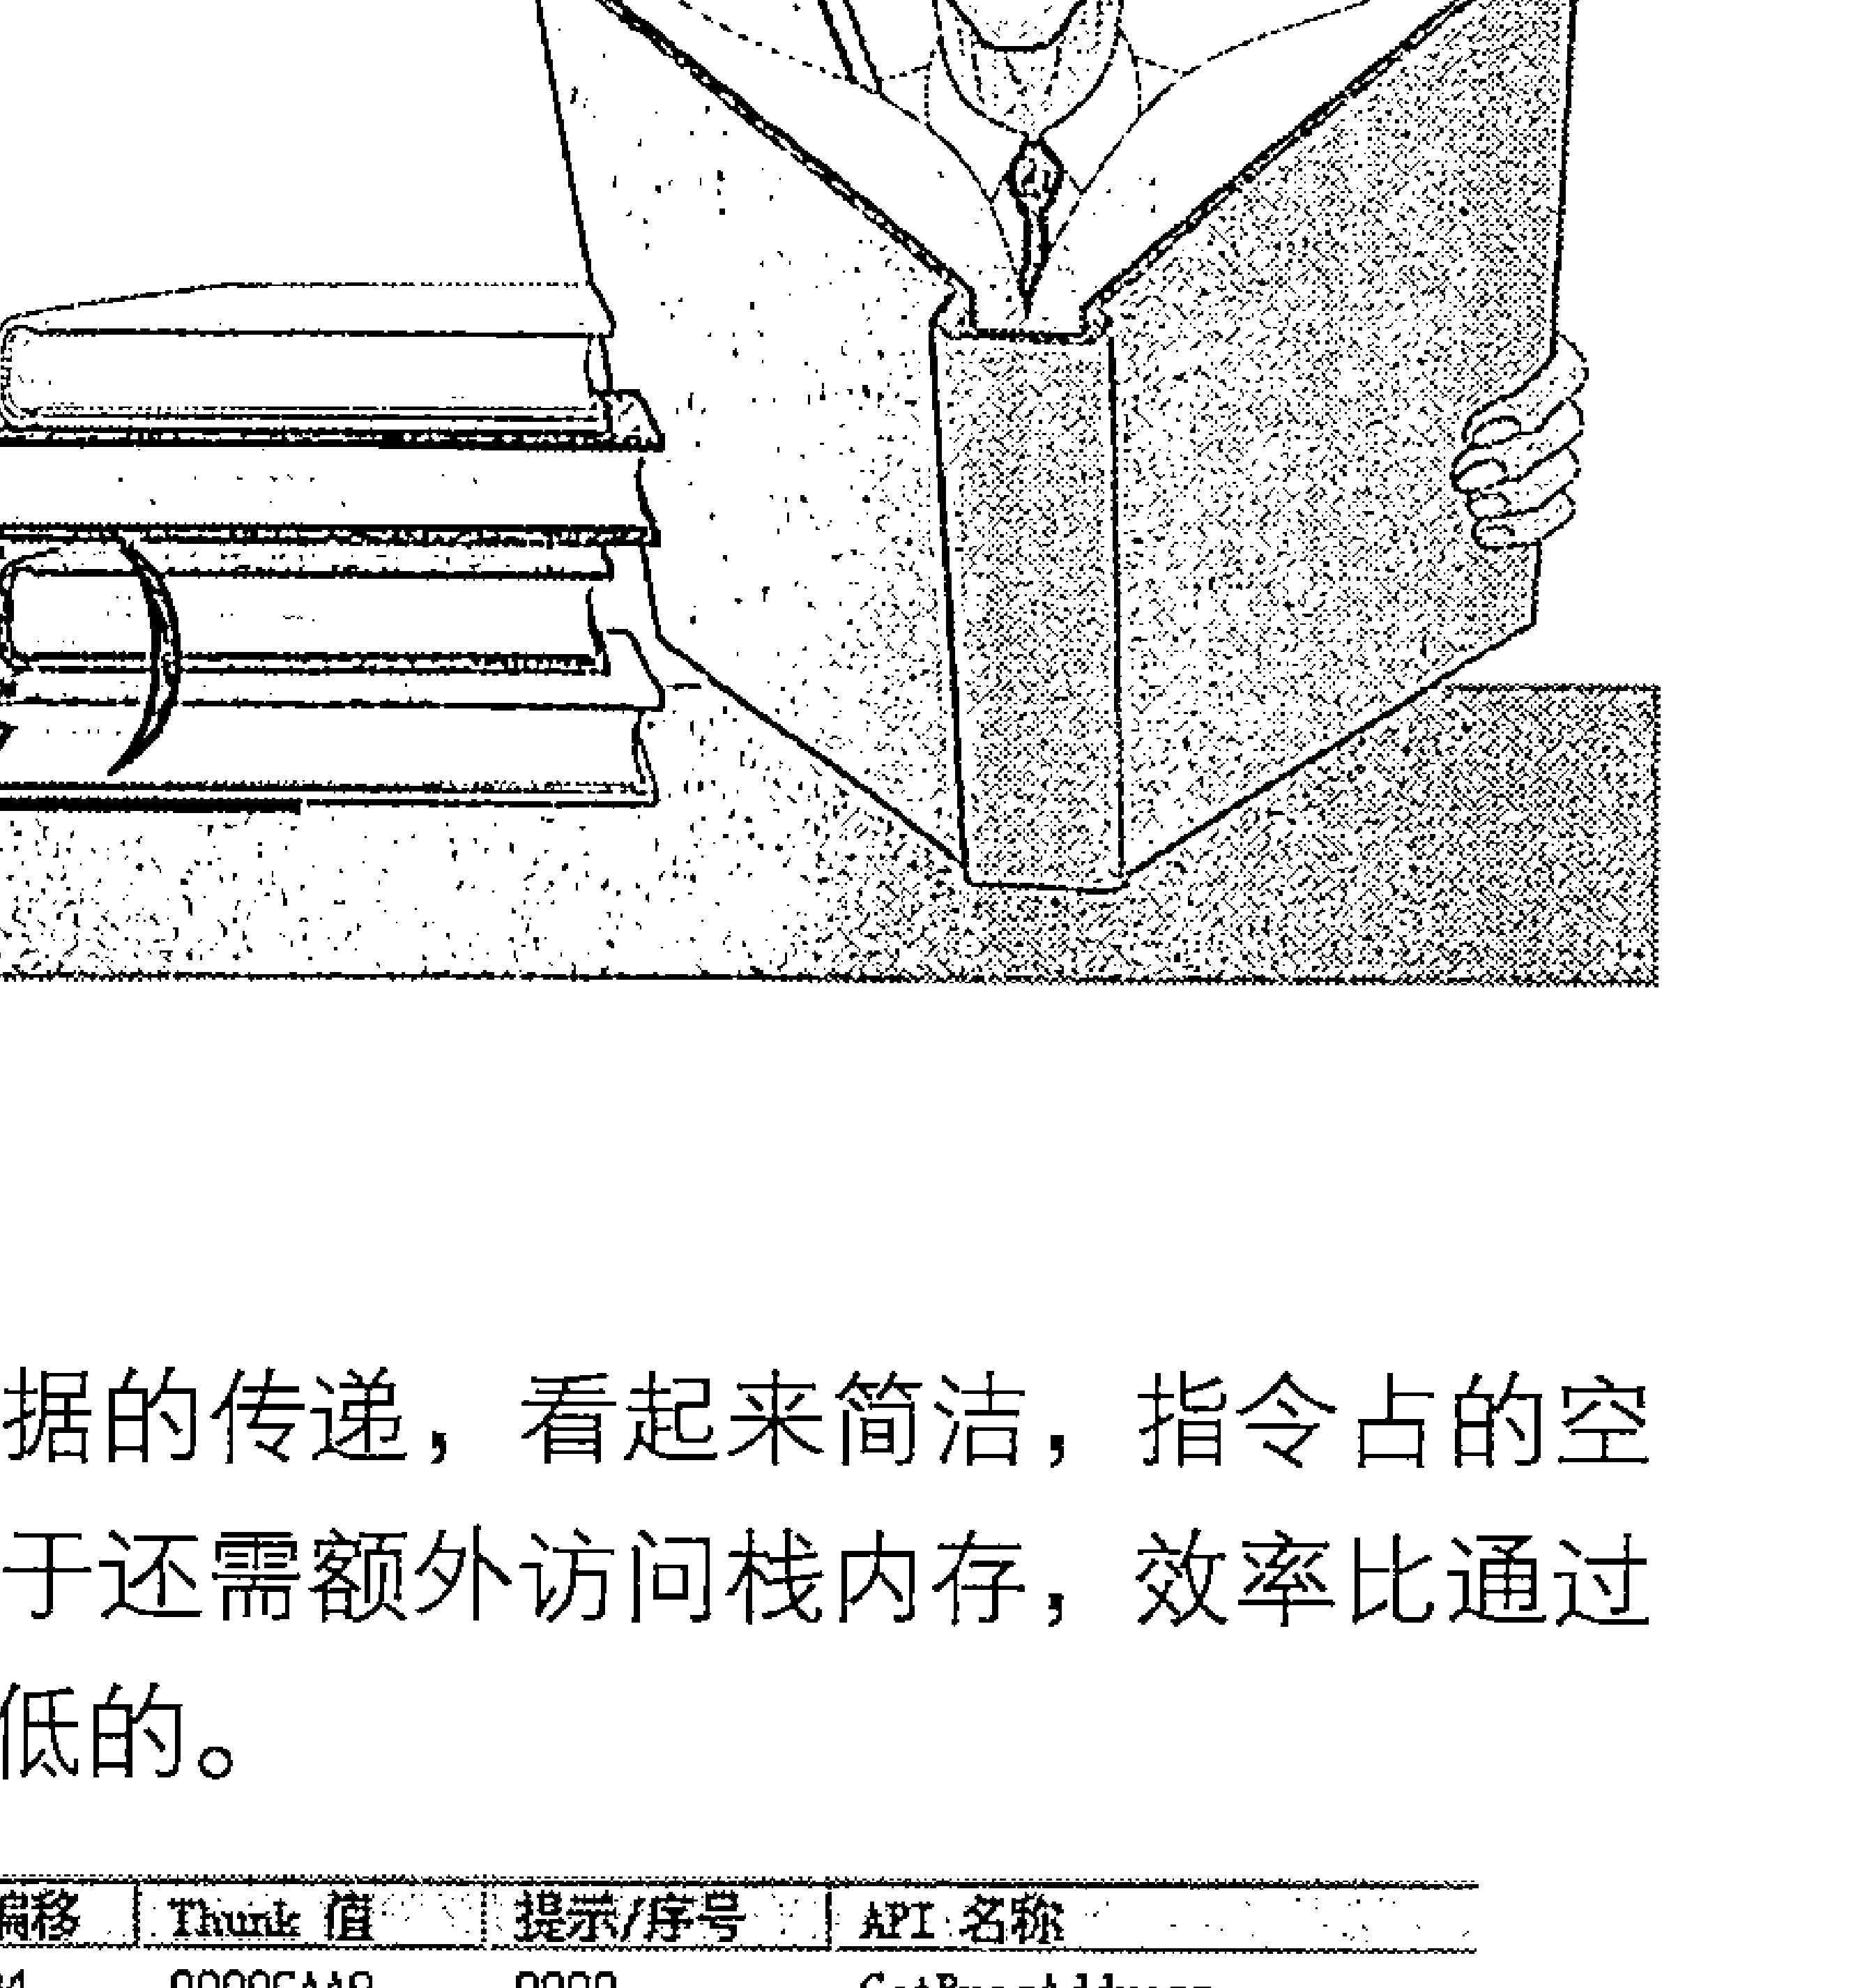 据的传递，看起来简洁，指令占的空
于还需额外访问栈内存，效率比通过
低的。
偏移 Thunk 值 提示/序号 API 名称